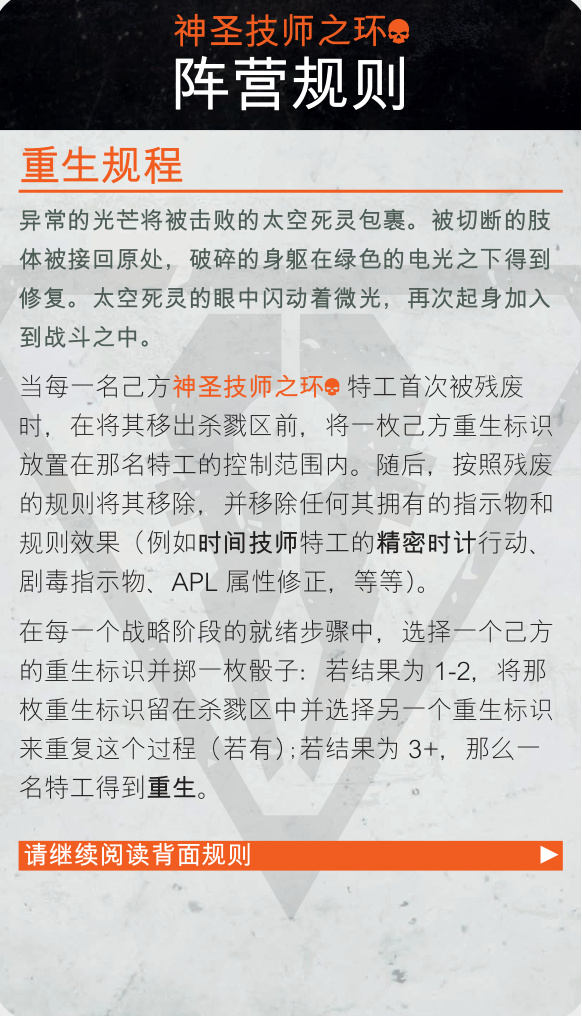 神圣技师之环
阵营规则
重生规程
异常的光芒将被击败的太空死灵包裹。被切断的肢
体被接回原处，破碎的身躯在绿色的电光之下得到
修复。太空死灵的眼中闪动着微光，再次起身加入
到战斗之中。
当每一名己方神圣技师之环 特工首次被残废
时，在将其移出杀戮区前，将一枚己方重生标识
放置在那名特工的控制范围内。随后，按照残废
的规则将其移除，并移除任何其拥有的指示物和
规则效果（例如时间技师特工的精密时计行动、
剧毒指示物、APL 属性修正，等等）。
在每一个战略阶段的就绪步骤中，选择一个己方
的重生标识并掷一枚骰子：若结果为 1-2，将那
枚重生标识留在杀戮区中并选择另一个重生标识
来重复这个过程（若有）;若结果为 3+，那么一
名特工得到重生。
请继续阅读背面规则